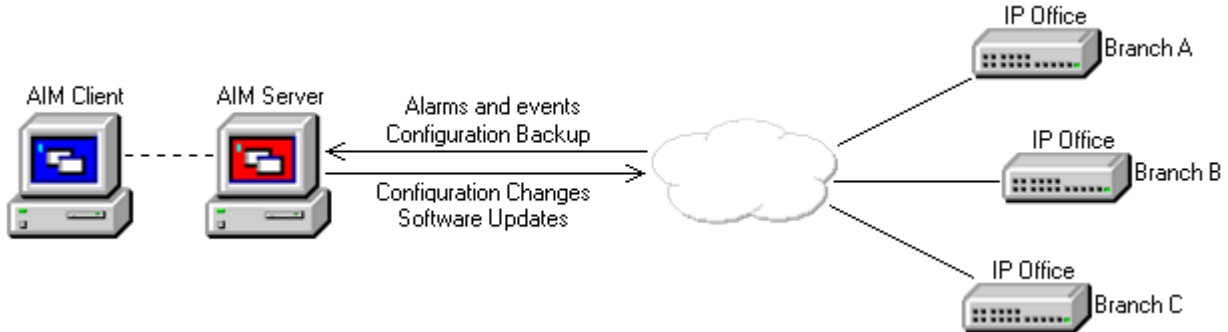 AIM Client
AIM Server
Alarms and events
Configuration Backup
Configuration Changes
Software Updates
IP Office
Branch A
IP Office
Branch B
IP Office
Branch C